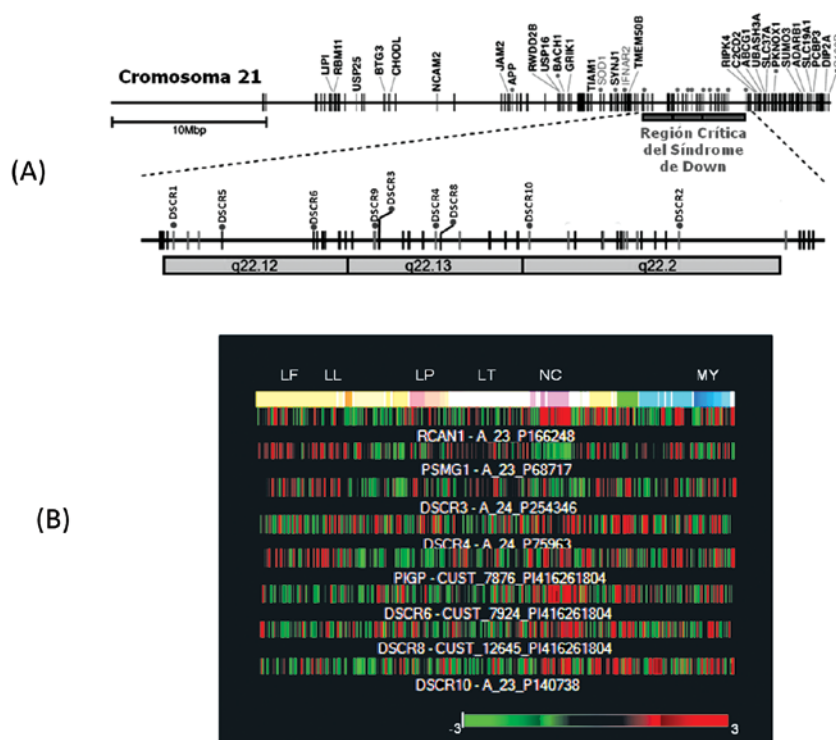 Cromosoma 21
LIPI
RBM11
USP25
BTG3
CHODL
NCAM2
JAM2
APP
RWDD2B
USP16
BACH1
GRIK1
TIAM1
SOD1
SYNJ1
IFNAR2
TMEM50B
RIPK4
C2CD2
ABCG1
UBASH3A
SLC37A
PKNOX1
SUMO3
ADARB1
SLC19A1
PCBP3
DIP2A
10Mbp
Región Crítica
del Síndrome
de Down
(A)
DSCR1
DSCR5
DSCR6
DSCR9
DSCR3
DSCR4
DSCR8
DSCR10
DSCR2
q22.12
q22.13
q22.2
(B)
LF LL LP LT NC MY
RCAN1 - A_23_P166248
PSMG1 - A_23_P68717
DSCR3 - A_24_P254346
DSCR4 - A_24_P75963
PIGP - CUST_7876_PI416261804
DSCR6 - CUST_7924_PI416261804
DSCR8 - CUST_12645_PI416261804
DSCR10 - A_23_P140738
-3 3